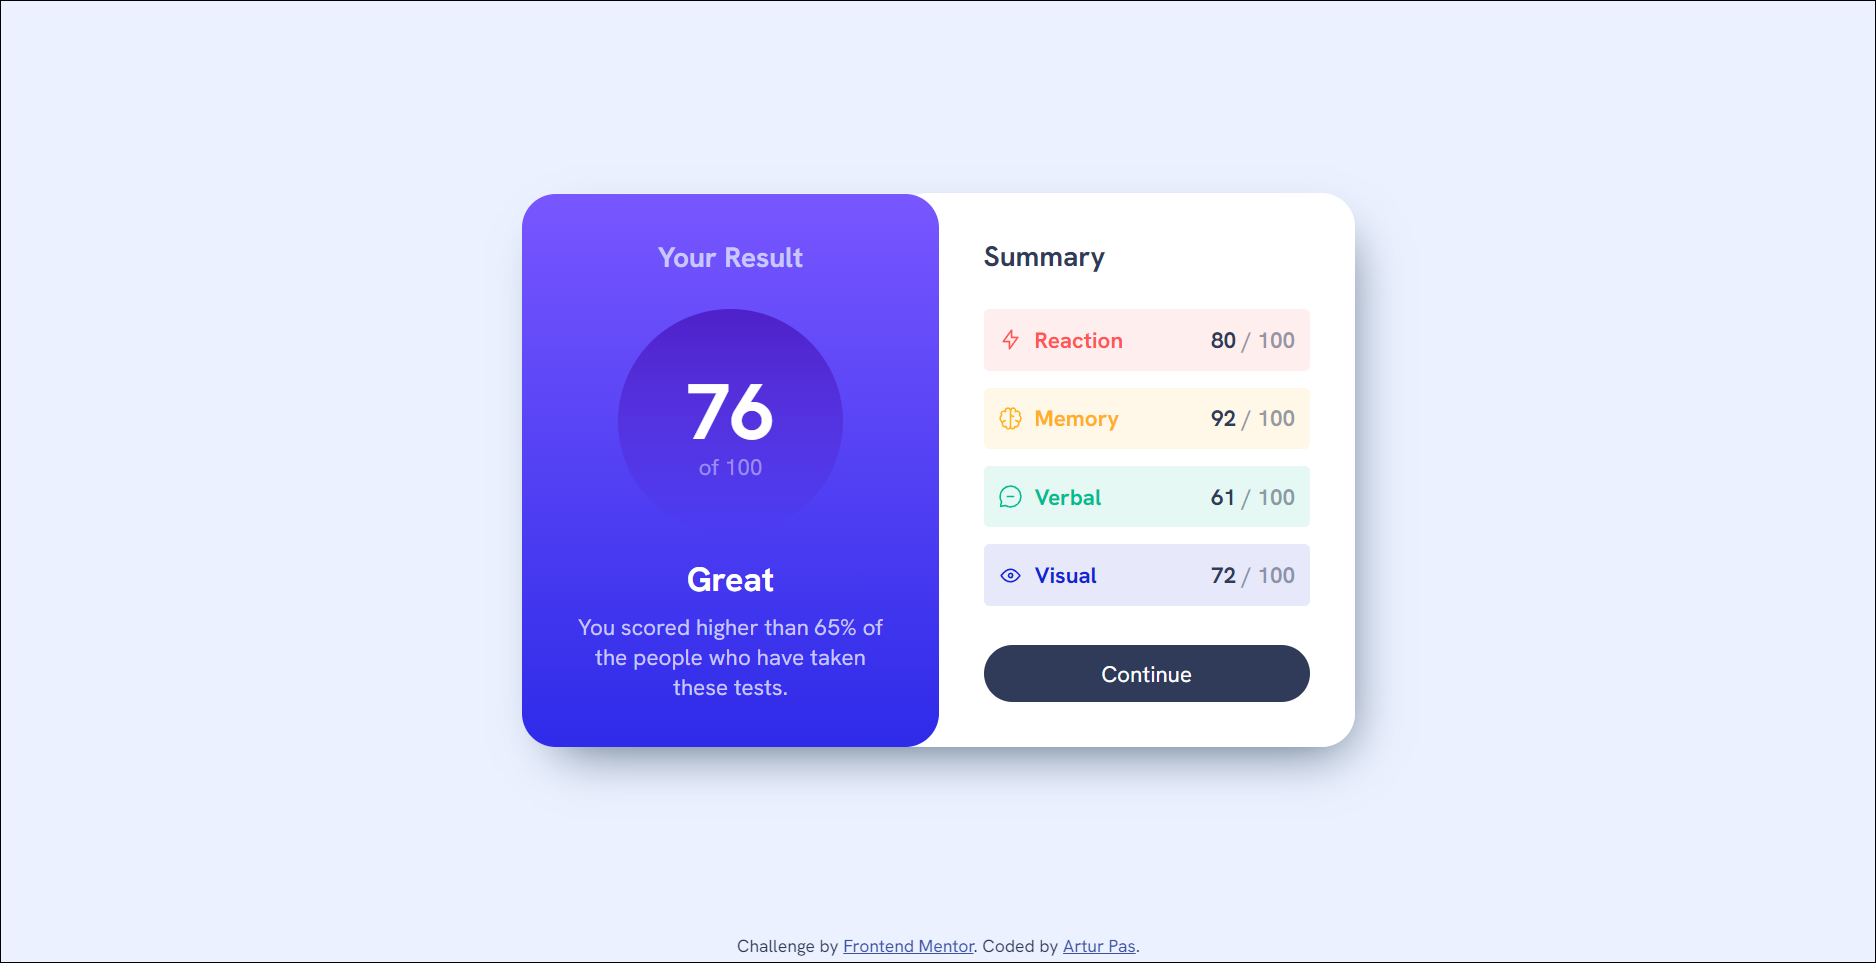 Your Result
76
of 100
Great
You scored higher than 65% of
the people who have taken
these tests.
Summary
Reaction 80 / 100
Memory 92 / 100
Verbal 61 / 100
Visual 72 / 100
Continue
Challenge by Frontend Mentor. Coded by Artur Pas.